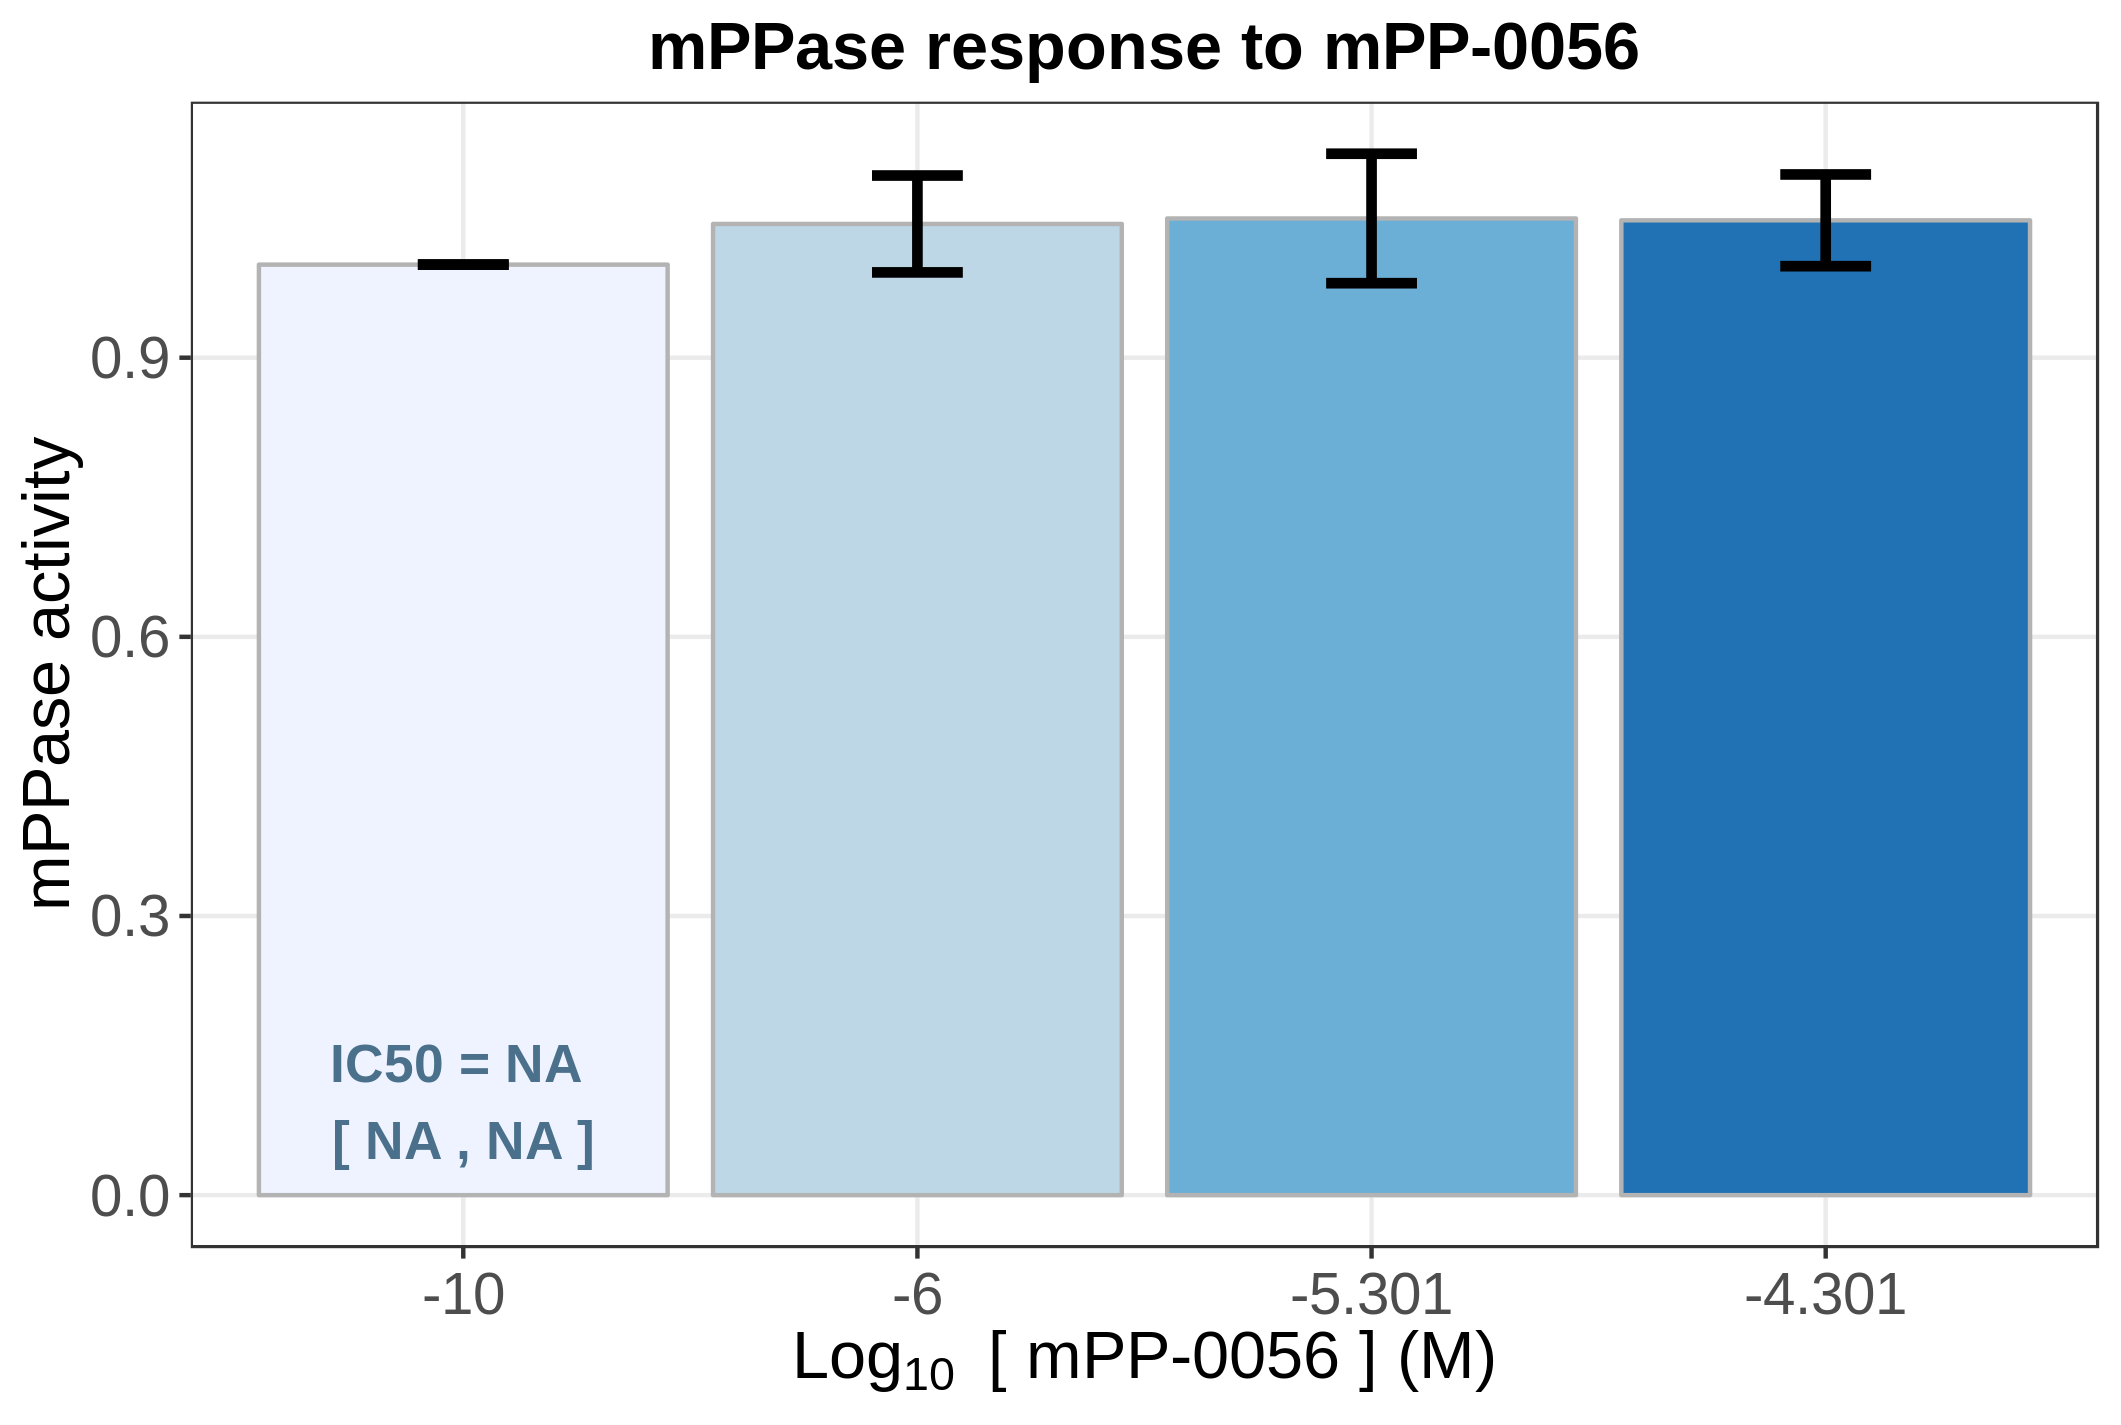 mPPase response to mPP-0056
mPPase activity
0.9
0.6
0.3
0.0
IC50 = NA
[ NA , NA ]
-10 -6 -5.301 -4.301
Log10 [ mPP-0056 ] (M)